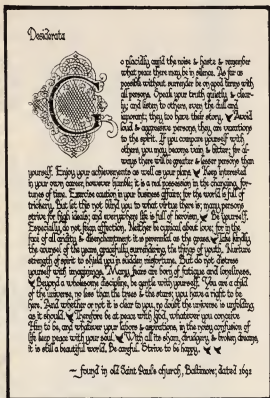 Desiderata
Go placidly amid the noise & haste & remember
what peace there may be in silence. As far as
possible without surrender be on good terms with
all persons. Speak your truth quietly & clear-
ly; and listen to others, even the dull and
ignorant; they too have their story. Avoid
loud & aggressive persons, they are vexations
to the spirit. If you compare yourself with
others, you may become vain & bitter; for al-
ways there will be greater & lesser persons than
yourself. Enjoy your achievements as well as your plans. Keep interested
in your own career, however humble; it is a real possession in the changing for-
tunes of time. Exercise caution in your business affairs; for the world is full of
trickery. But let this not blind you to what virtue there is; many persons
strive for high ideals; and everywhere life is full of heroism. Be yourself.
Especially, do not feign affection. Neither be cynical about love; for in the
face of all aridity & disenchantment it is perennial as the grass. Take kindly
the counsel of the years, gracefully surrendering the things of youth. Nurture
strength of spirit to shield you in sudden misfortune. But do not distress
yourself with imaginings. Many fears are born of fatigue and loneliness.
Beyond a wholesome discipline, be gentle with yourself. You are a child
of the universe, no less than the trees & the stars; you have a right to be
here. And whether or not it is clear to you, no doubt the universe is unfolding
as it should. Therefore be at peace with God, whatever you conceive
Him to be, and whatever your labors & aspirations, in the noisy confusion of
life keep peace with your soul. With all its sham, drudgery, & broken dreams,
it is still a beautiful world. Be careful. Strive to be happy.
~ found in old Saint Paul's church, Baltimore; dated 1692